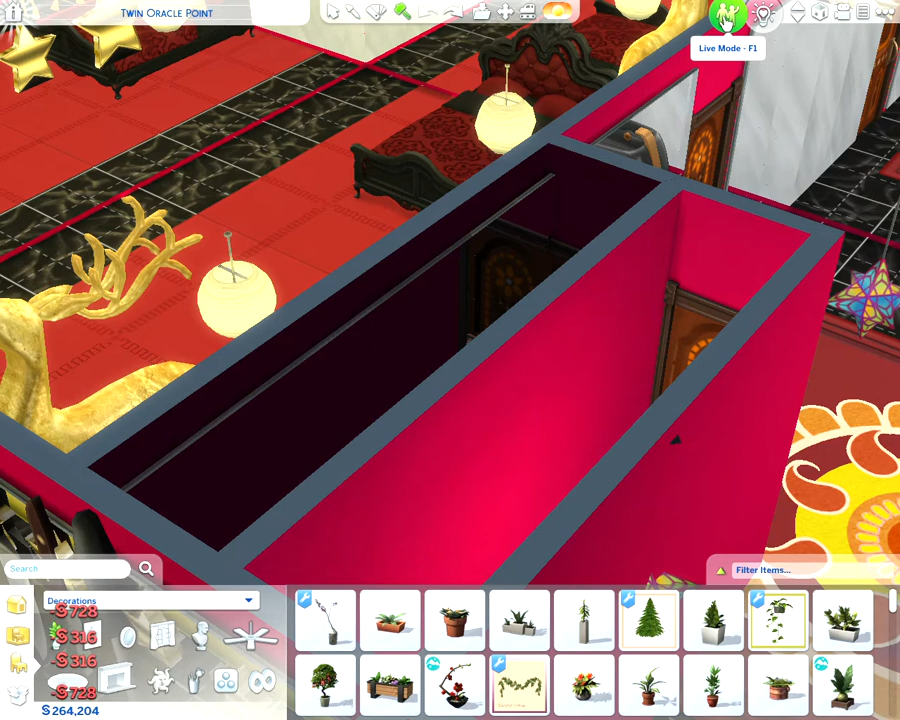 Twin Oracle Point
Live Mode - F1
Search
Filter Items...
Decorations
-§728
-§316
-§316
-§728
§264,204